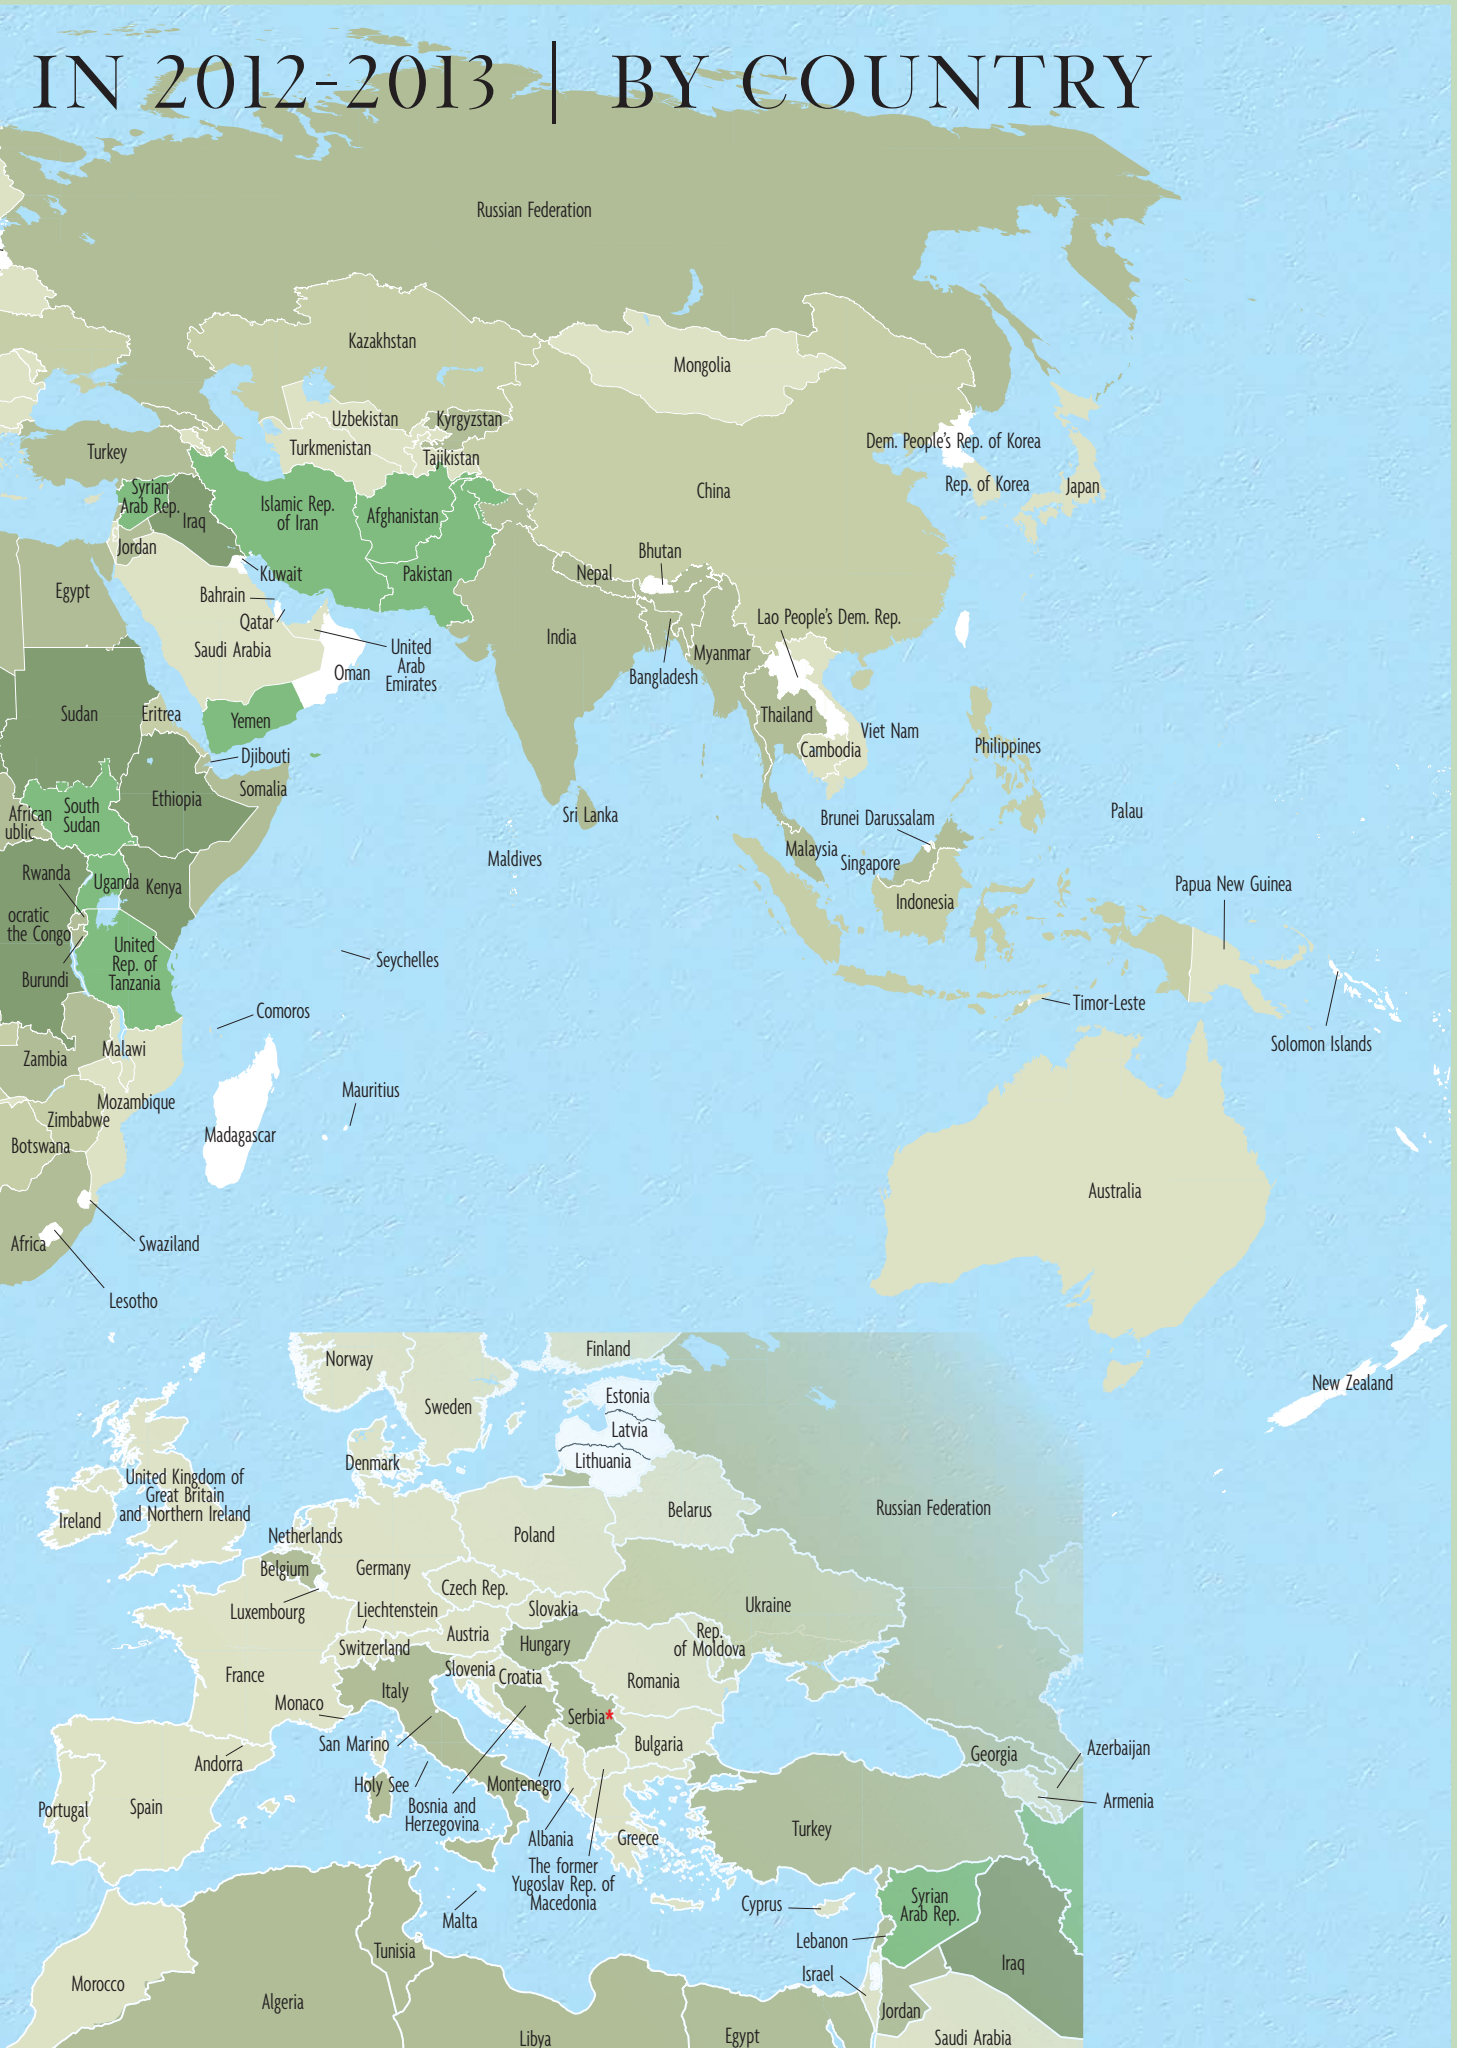 IN 2012-2013 | BY COUNTRY
Russian Federation
Kazakhstan
Mongolia
Uzbekistan
Kyrgyzstan
Turkmenistan
Tajikistan
Turkey
Dem. People's Rep. of Korea
Rep. of Korea
Japan
China
Syrian
Arab Rep.
Iraq
Islamic Rep.
of Iran
Afghanistan
Jordan
Kuwait
Pakistan
Bhutan
Nepal
Egypt
Bahrain
Qatar
Saudi Arabia
United
Arab
Emirates
Oman
India
Lao People's Dem. Rep.
Myanmar
Bangladesh
Sudan
Eritrea
Yemen
Thailand
Viet Nam
Cambodia
Philippines
Djibouti
Somalia
Ethiopia
South
Sudan
African
ublic
Sri Lanka
Maldives
Brunei Darussalam
Malaysia
Singapore
Indonesia
Palau
Papua New Guinea
Rwanda
Uganda
Kenya
ocratic
the Congo
United
Rep. of
Tanzania
Burundi
Seychelles
Comoros
Timor-Leste
Solomon Islands
Malawi
Zambia
Mozambique
Zimbabwe
Botswana
Mauritius
Madagascar
Australia
Africa
Swaziland
Lesotho
New Zealand
Norway
Finland
Sweden
Estonia
Latvia
Lithuania
Denmark
United Kingdom of
Great Britain
and Northern Ireland
Ireland
Netherlands
Belgium
Luxembourg
Germany
Poland
Belarus
Russian Federation
Czech Rep.
Slovakia
Liechtenstein
Switzerland
Austria
Hungary
Ukraine
Rep.
of Moldova
France
Monaco
Italy
Slovenia
Croatia
Romania
Serbia*
Bulgaria
San Marino
Andorra
Holy See
Bosnia and
Herzegovina
Montenegro
Albania
The former
Yugoslav Rep. of
Macedonia
Greece
Georgia
Azerbaijan
Armenia
Portugal
Spain
Turkey
Malta
Cyprus
Syrian
Arab Rep.
Lebanon
Israel
Iraq
Jordan
Morocco
Algeria
Tunisia
Libya
Egypt
Saudi Arabia